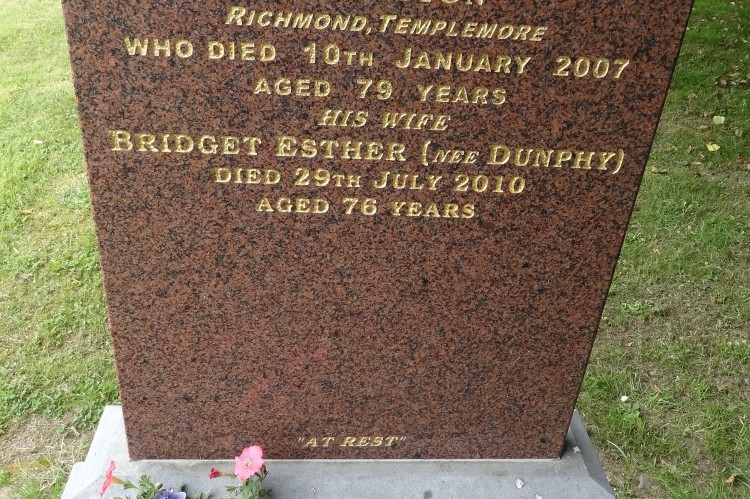 Richmond, Templemore
who died 10th January 2007
aged 79 years
his wife
Bridget Esther (nee Dunphy)
died 29th July 2010
aged 76 years
"At Rest"